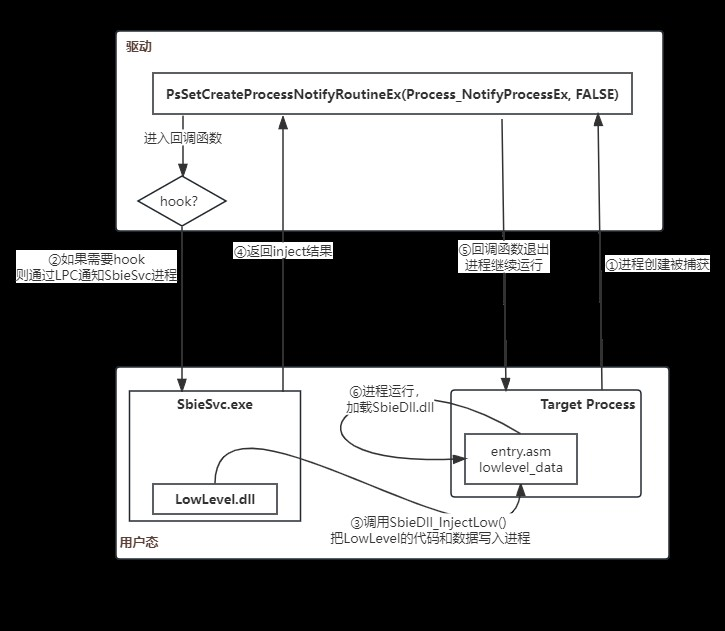 驱动
PsSetCreateProcessNotifyRoutineEx(Process_NotifyProcessEx, FALSE)
进入回调函数
hook?
②如果需要hook
则通过LPC通知SbieSvc进程
④返回inject结果
⑤回调函数退出
进程继续运行
①进程创建被捕获
SbieSvc.exe
LowLevel.dll
⑥进程运行，
加载SbieDll.dll
Target Process
entry.asm
lowlevel_data
③调用SbieDll_InjectLow()
把LowLevel的代码和数据写入进程
用户态